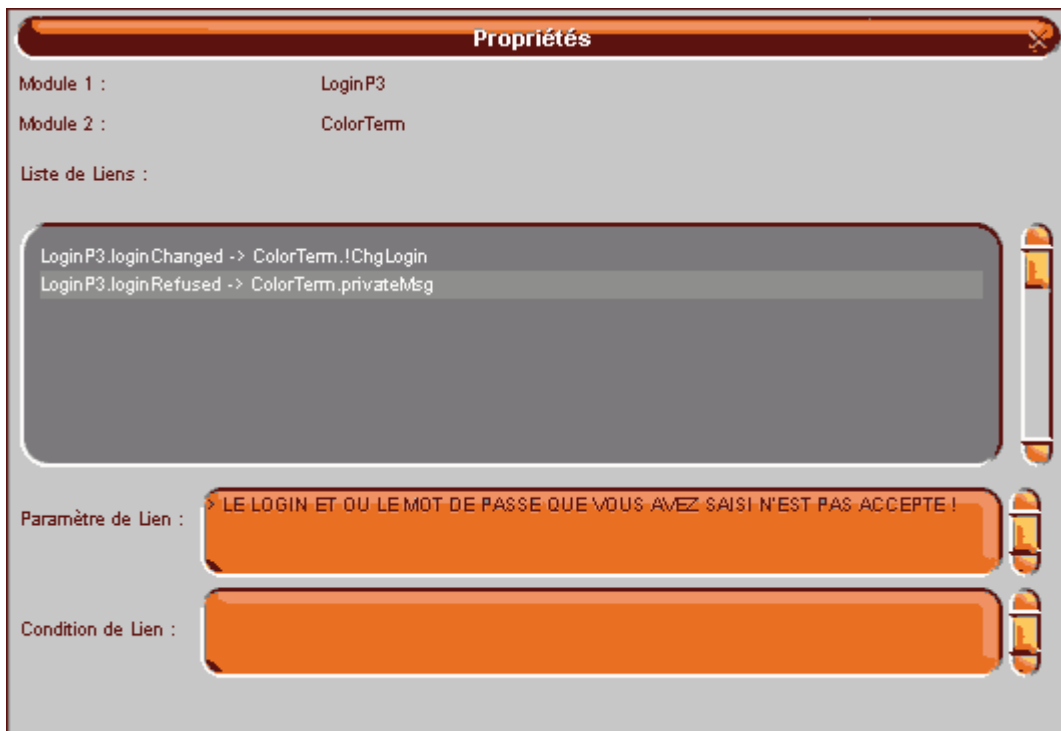 Propriétés
Module 1 : LoginP3
Module 2 : ColorTerm
Liste de Liens :
LoginP3.loginChanged -> ColorTerm.!ChgLogin
LoginP3.loginRefused -> ColorTerm.privateMsg
Paramètre de Lien : > LE LOGIN ET OU LE MOT DE PASSE QUE VOUS AVEZ SAISI N'EST PAS ACCEPTE !
Condition de Lien :